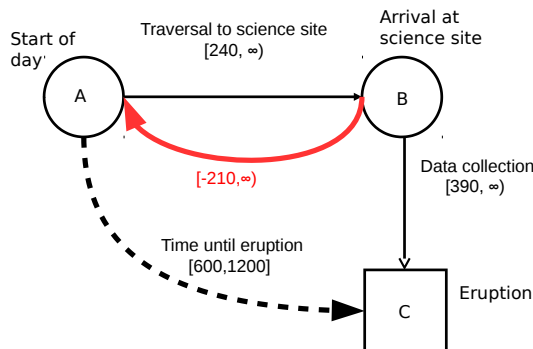 Start of
day
Traversal to science site
[240, ∞)
Arrival at
science site
A
B
[-210,∞)
Data collection
[390, ∞)
Time until eruption
[600,1200]
C
Eruption